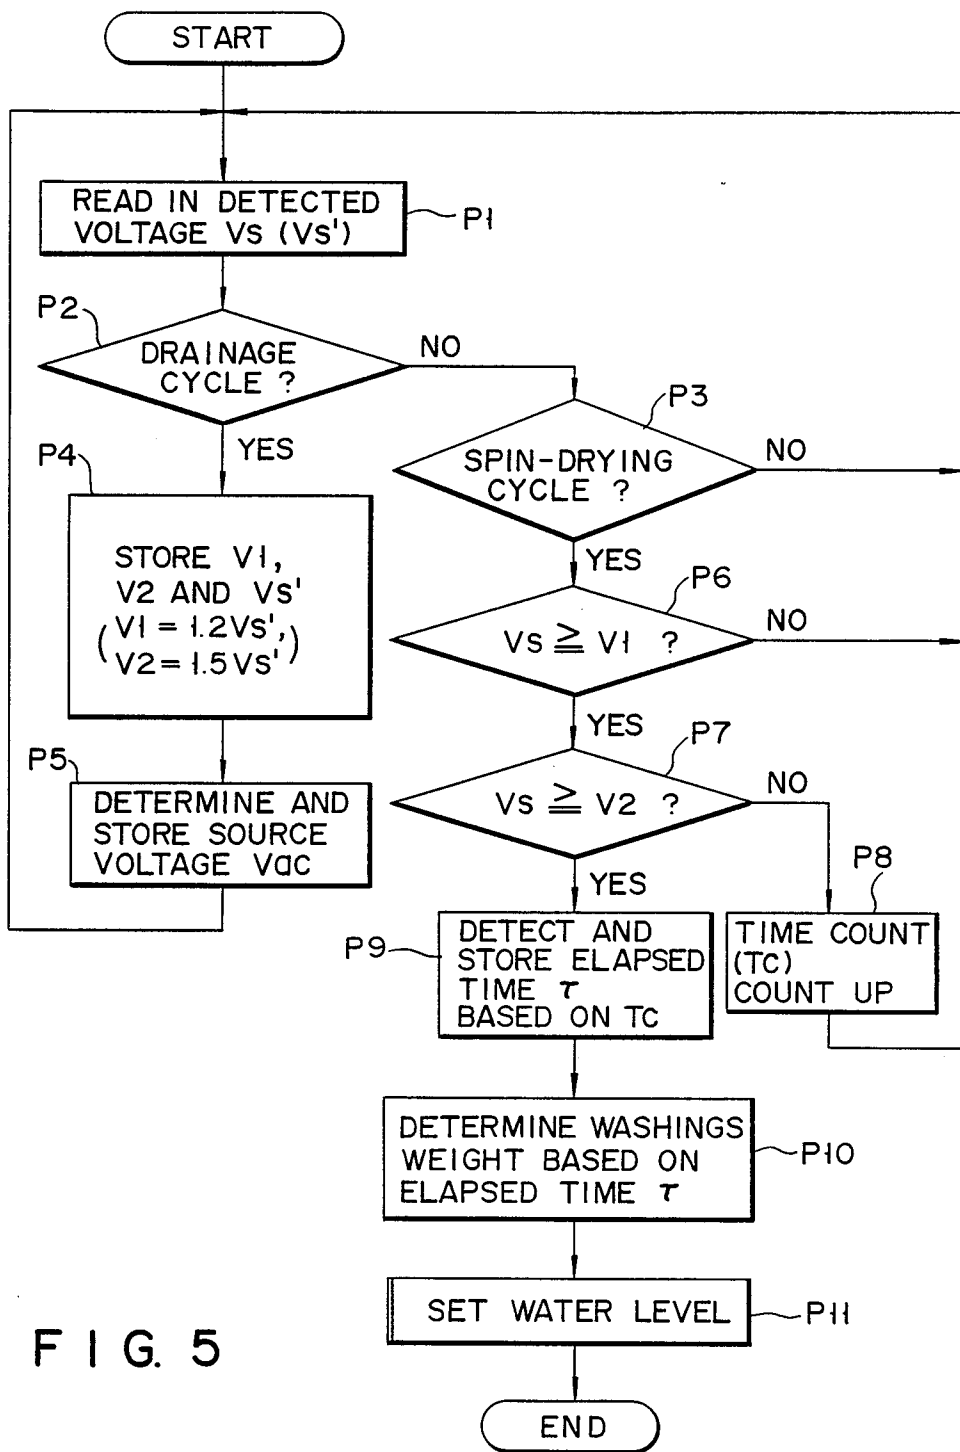 START
READ IN DETECTED
VOLTAGE Vs (Vs')
P1
P2
DRAINAGE
CYCLE ?
NO
YES
P3
SPIN-DRYING
CYCLE ?
NO
YES
P4
STORE V1,
V2 AND Vs'
(V1 = 1.2Vs',
V2 = 1.5Vs')
P5
DETERMINE AND
STORE SOURCE
VOLTAGE Vac
P6
Vs ≧ V1 ?
NO
YES
P7
Vs ≧ V2 ?
NO
YES
P8
TIME COUNT
(Tc)
COUNT UP
P9
DETECT AND
STORE ELAPSED
TIME τ
BASED ON Tc
DETERMINE WASHINGS
WEIGHT BASED ON
ELAPSED TIME τ
P10
SET WATER LEVEL
P11
END
FIG. 5